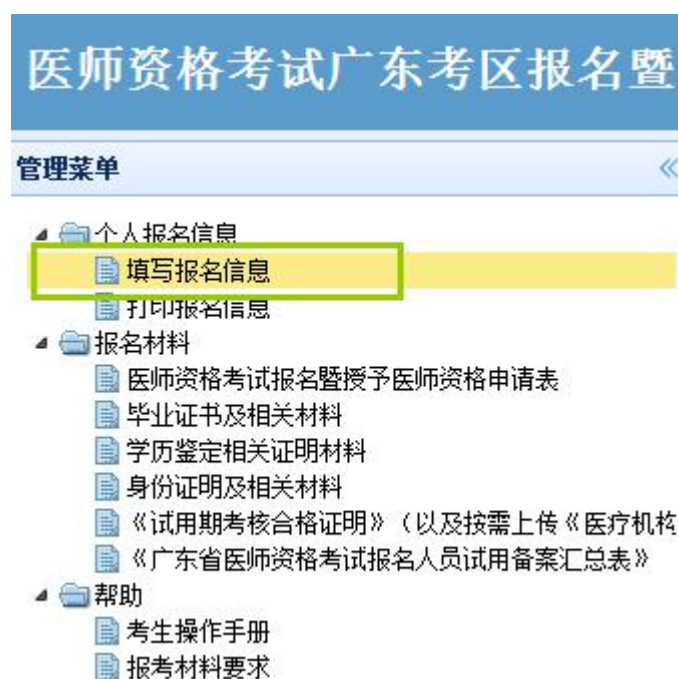 医师资格考试广东考区报名暨
管理菜单
个人报名信息
填写报名信息
打印报名信息
报名材料
医师资格考试报名暨授予医师资格申请表
毕业证书及相关材料
学历鉴定相关证明材料
身份证明及相关材料
《试用期考核合格证明》（以及按需上传《医疗机构
《广东省医师资格考试报名人员试用备案汇总表》
帮助
考生操作手册
报考材料要求